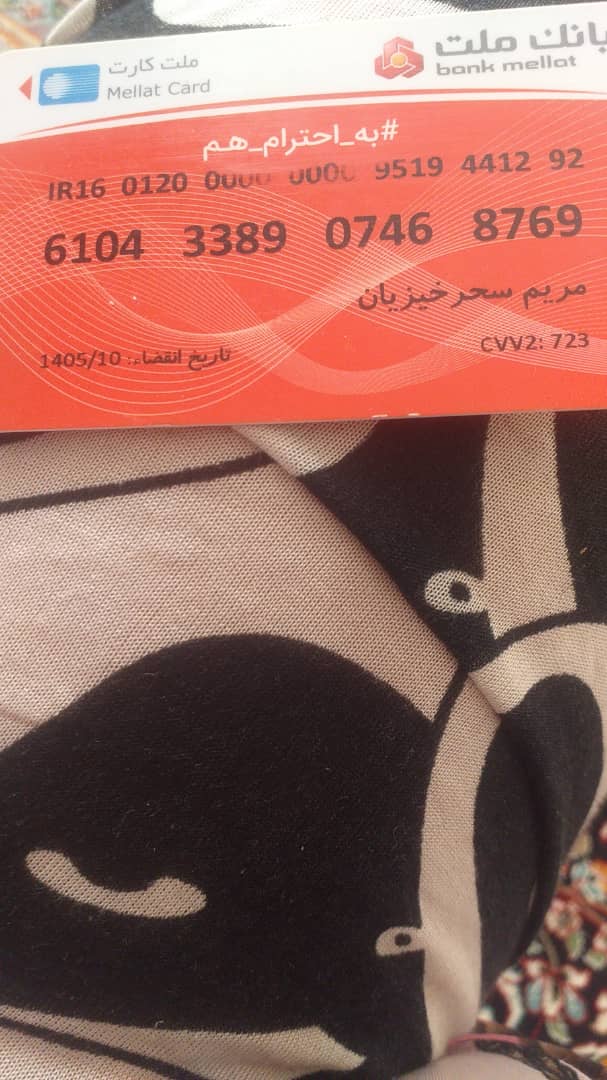 ملت کارت
Mellat Card
بانک ملت
bank mellat
#به_احترام_هم
IR16 0120 0000 0000 9519 4412 92
6104 3389 0746 8769
مریم سحرخیزیان
CVV2: 723
تاریخ انقضاء: 1405/10